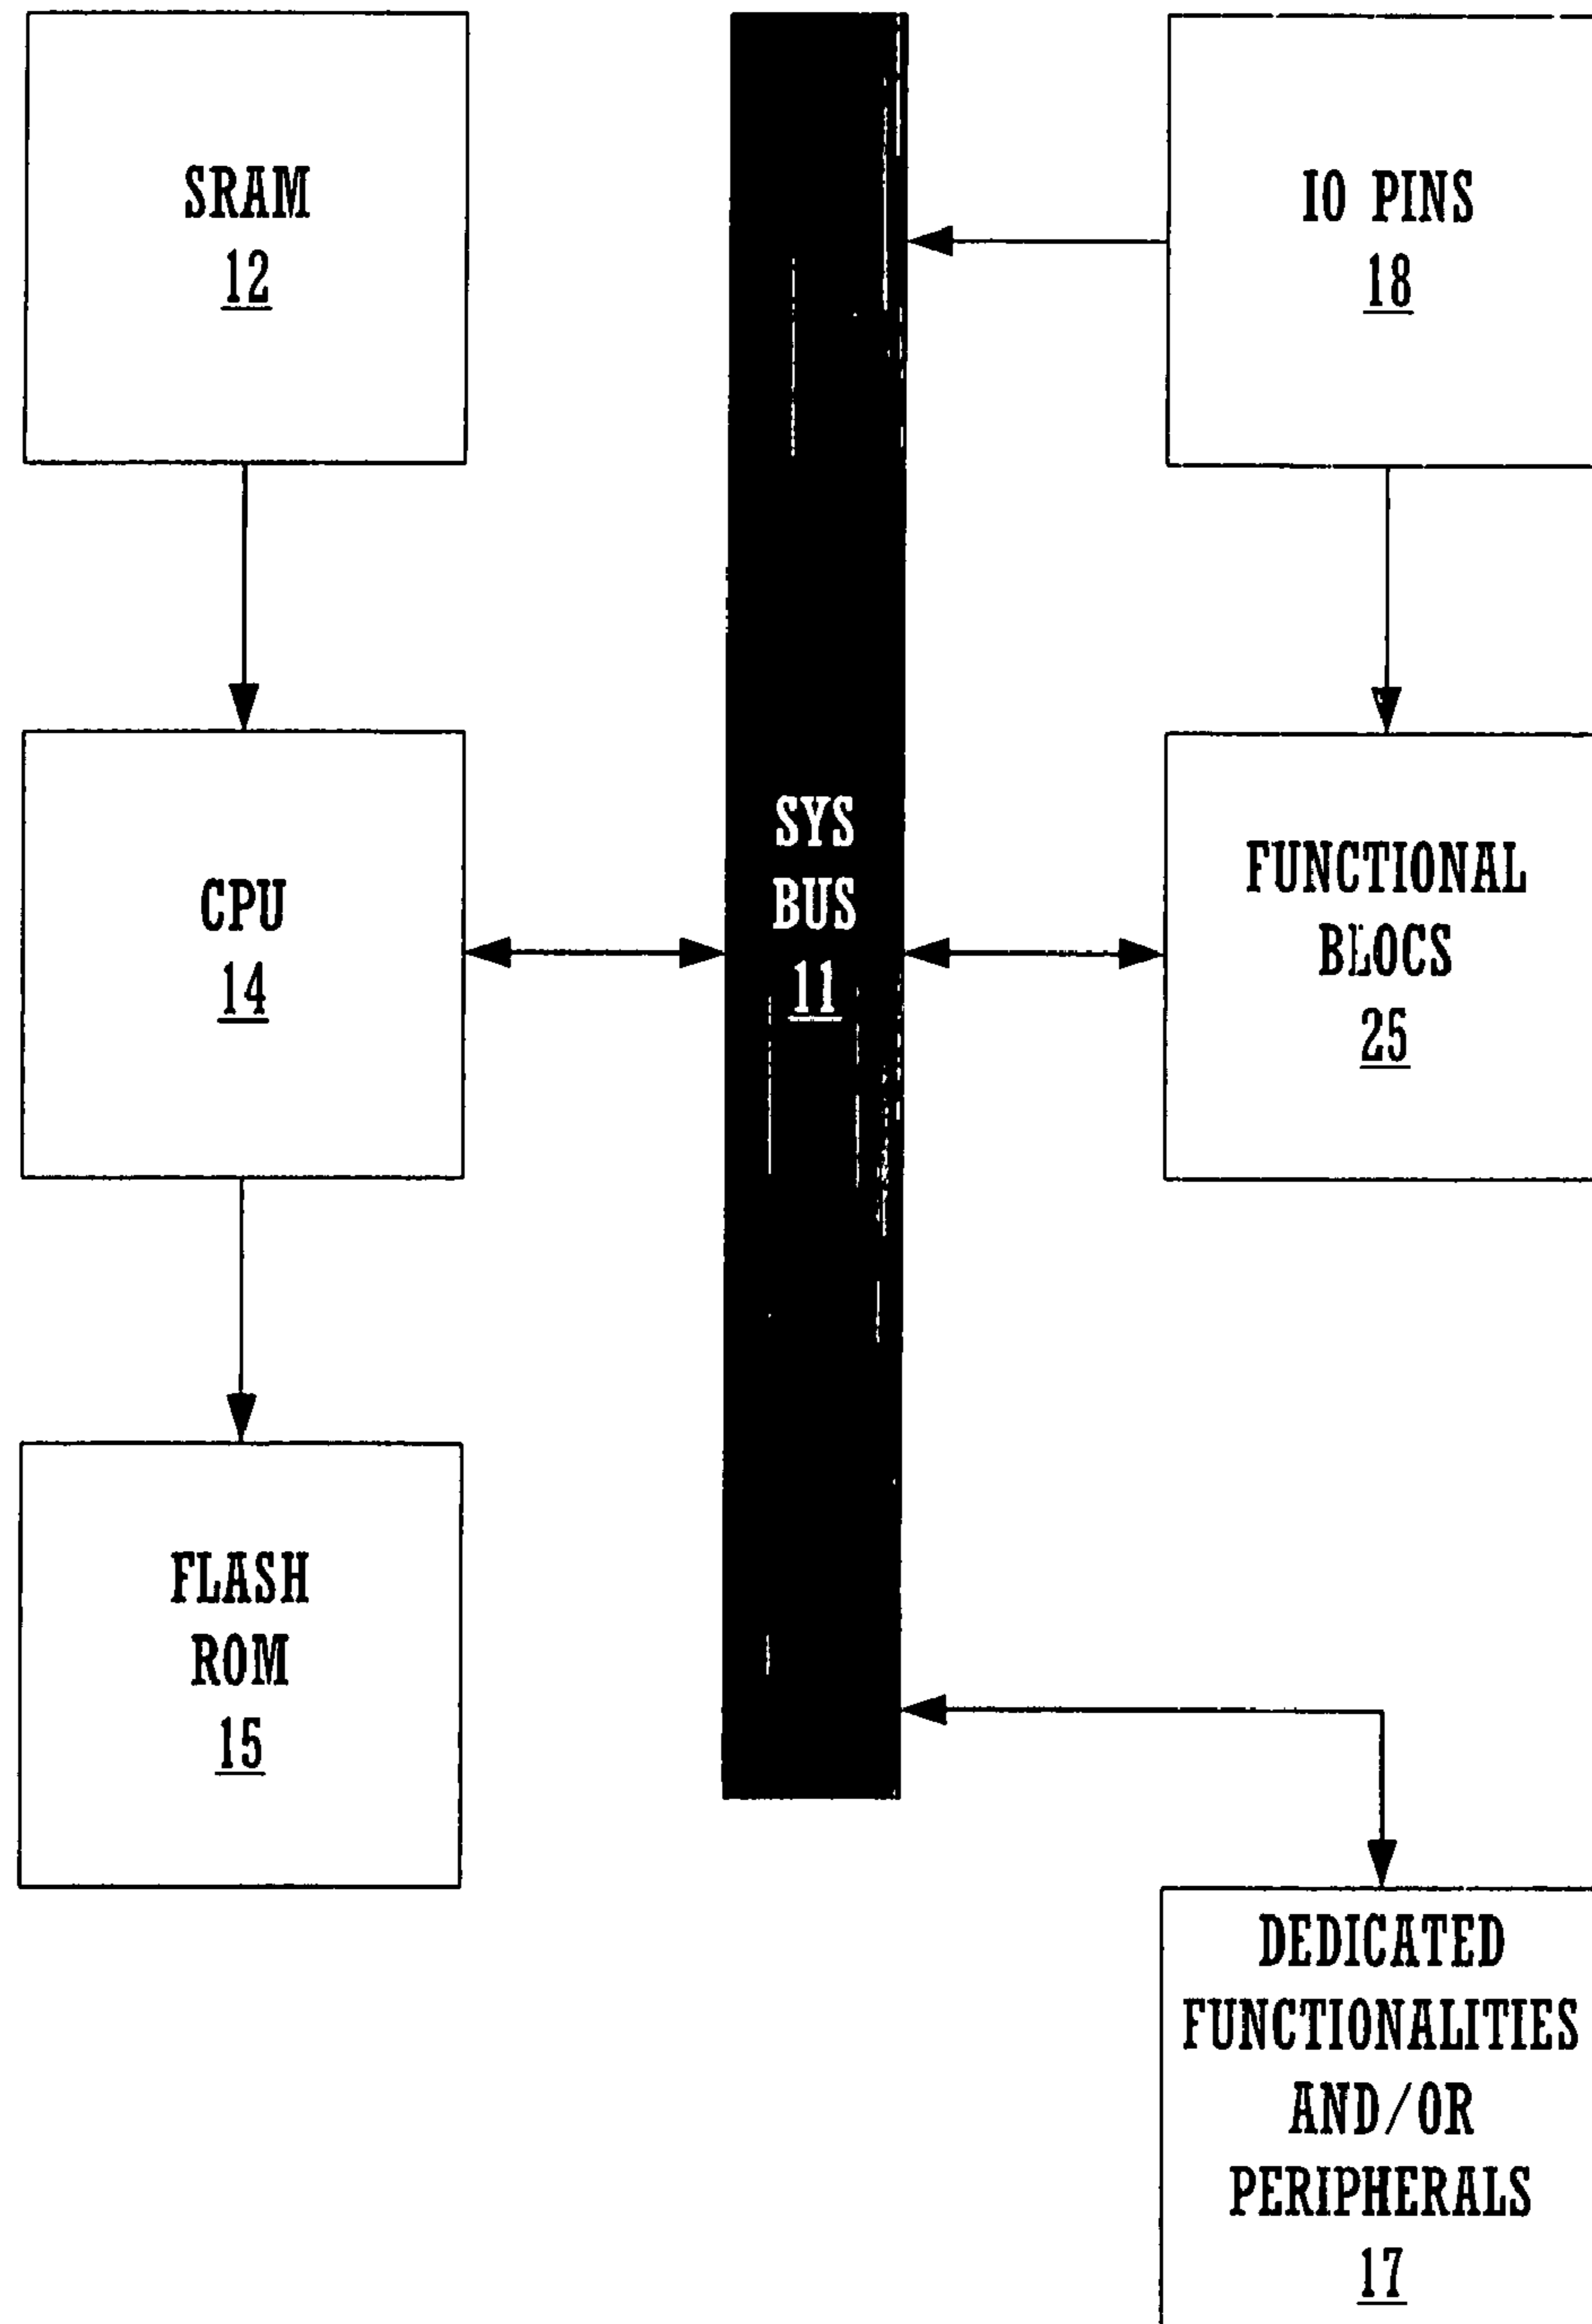 SRAM
12
IO PINS
18
CPU
14
SYS
BUS
11
FUNCTIONAL
BLOCS
25
FLASH
ROM
15
DEDICATED
FUNCTIONALITIES
AND/OR
PERIPHERALS
17